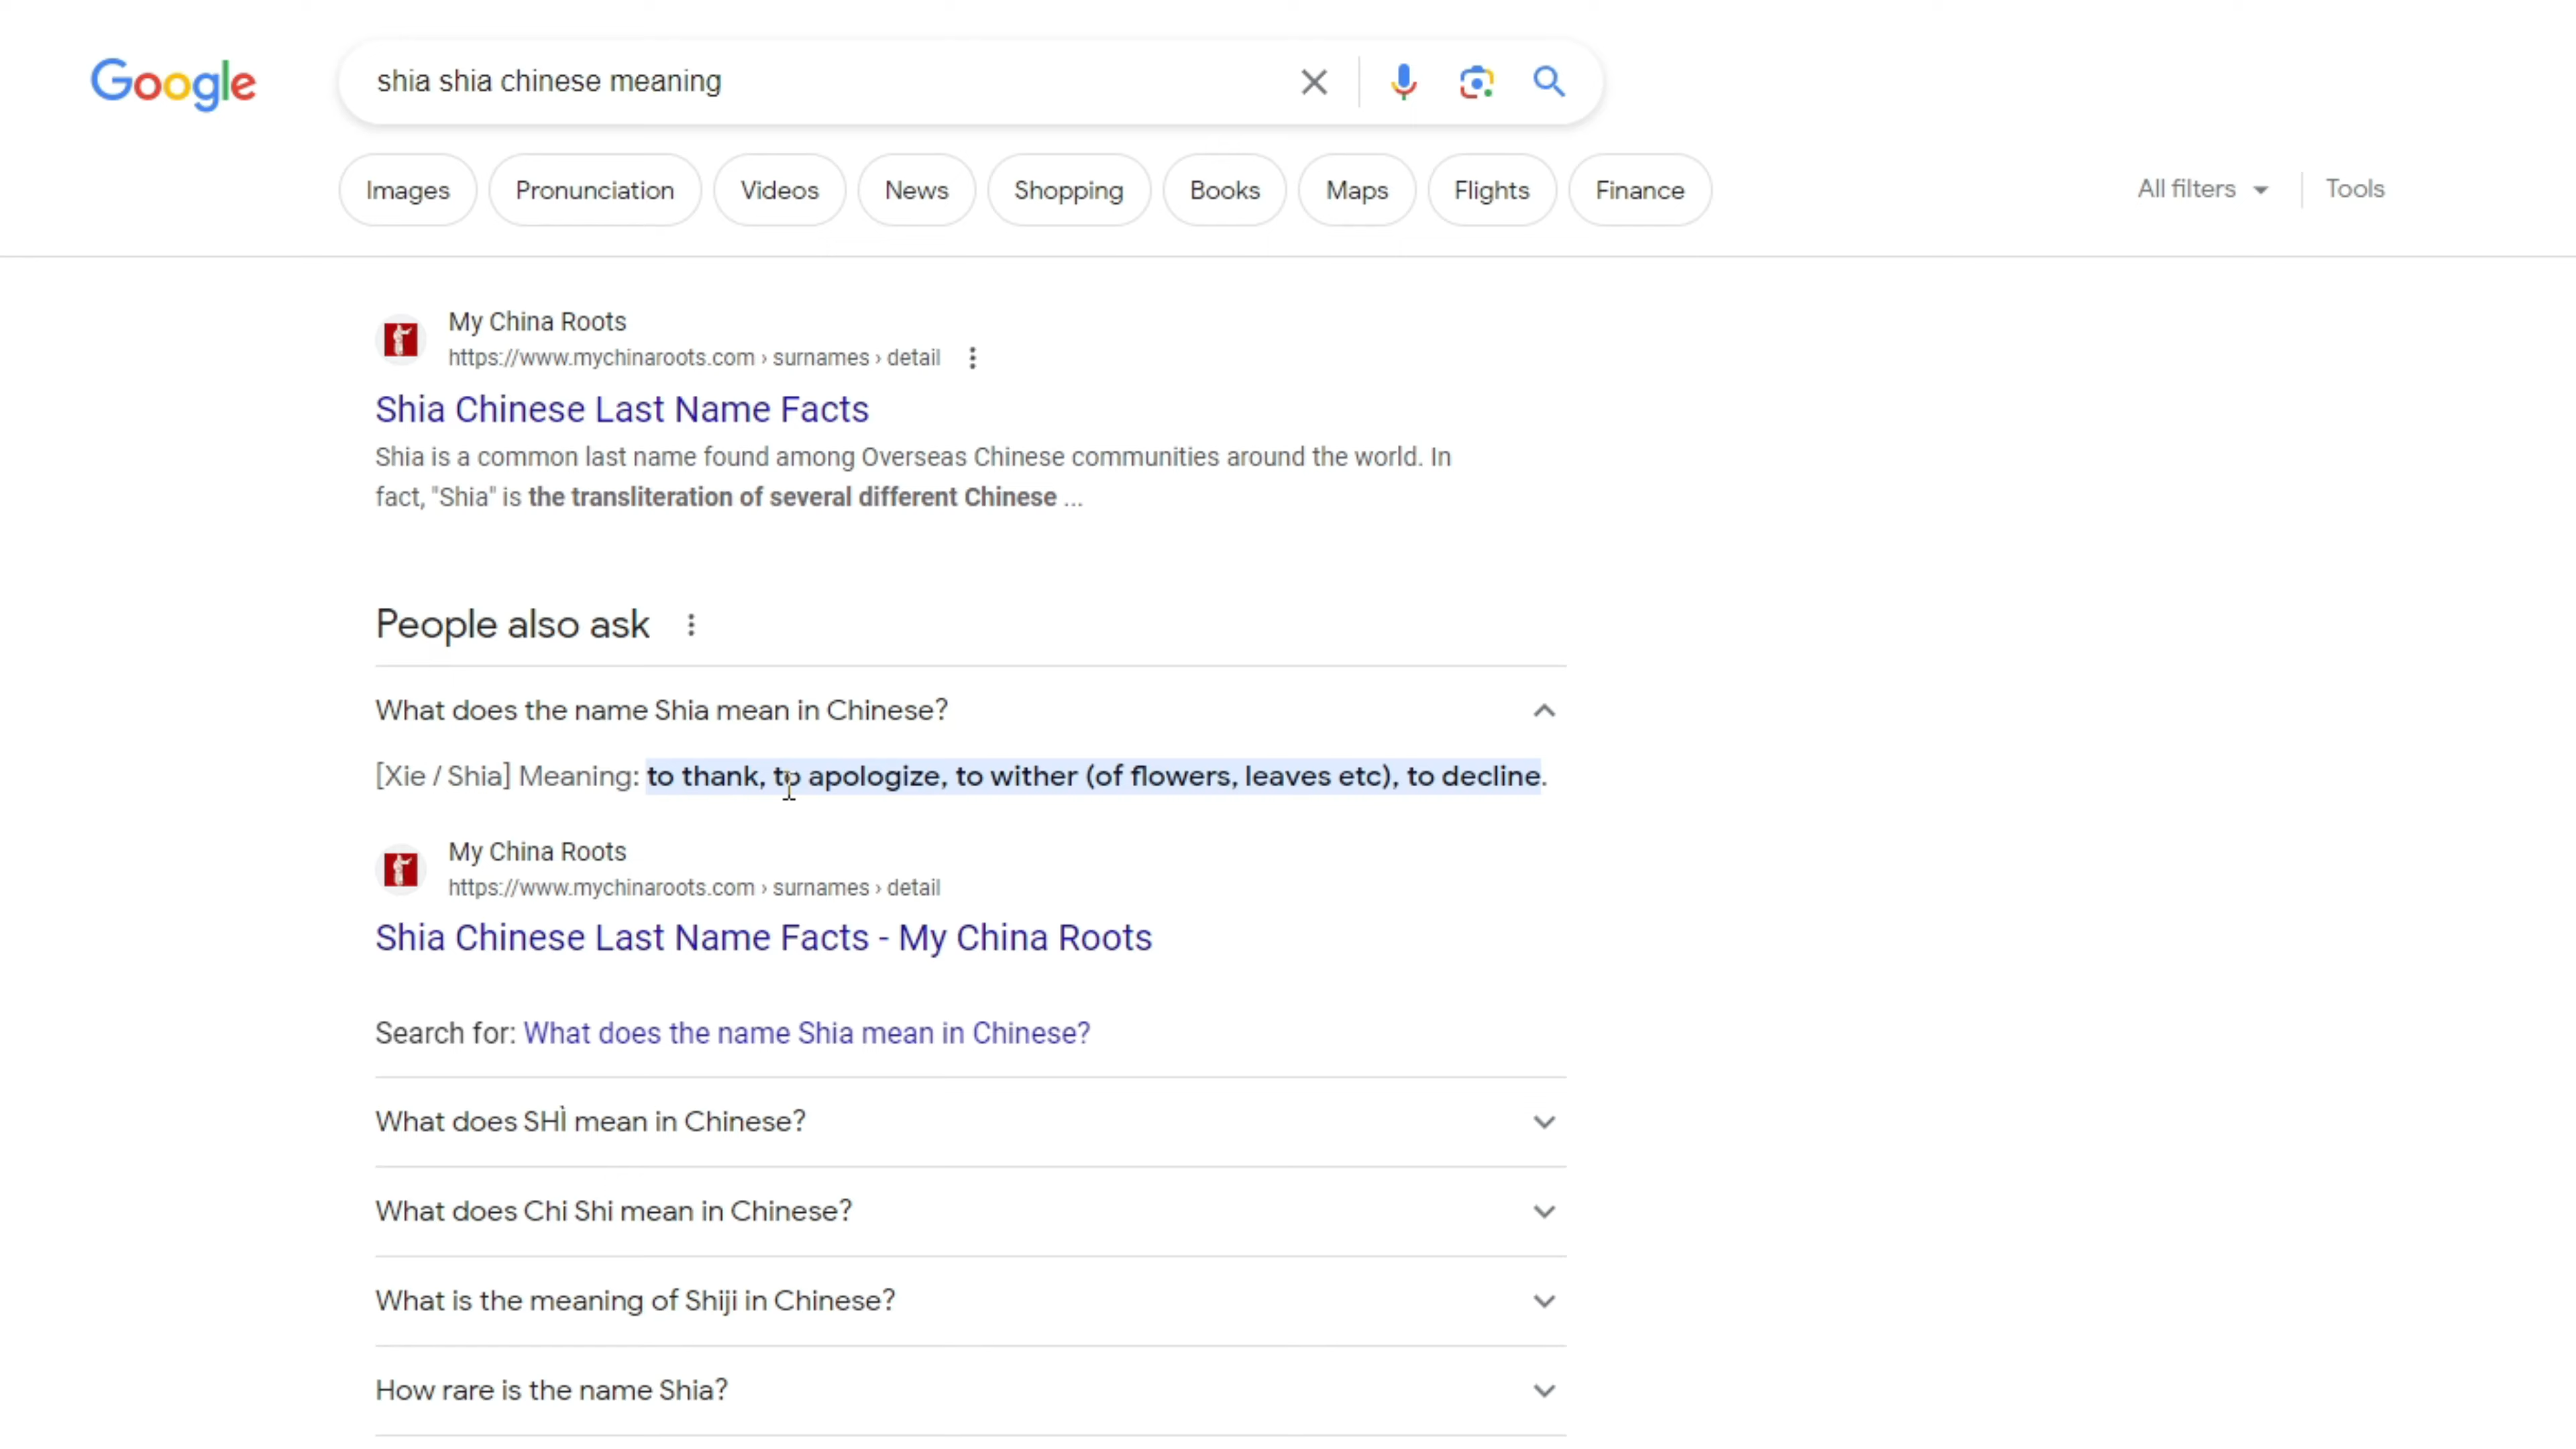 Google
shia shia chinese meaning
Images Pronunciation Videos News Shopping Books Maps Flights Finance All filters Tools
My China Roots
https://www.mychinaroots.com › surnames › detail
Shia Chinese Last Name Facts
Shia is a common last name found among Overseas Chinese communities around the world. In
fact, "Shia" is the transliteration of several different Chinese ...
People also ask
What does the name Shia mean in Chinese?
[Xie / Shia] Meaning: to thank, to apologize, to wither (of flowers, leaves etc), to decline.
My China Roots
https://www.mychinaroots.com › surnames › detail
Shia Chinese Last Name Facts - My China Roots
Search for: What does the name Shia mean in Chinese?
What does SHÌ mean in Chinese?
What does Chi Shi mean in Chinese?
What is the meaning of Shiji in Chinese?
How rare is the name Shia?